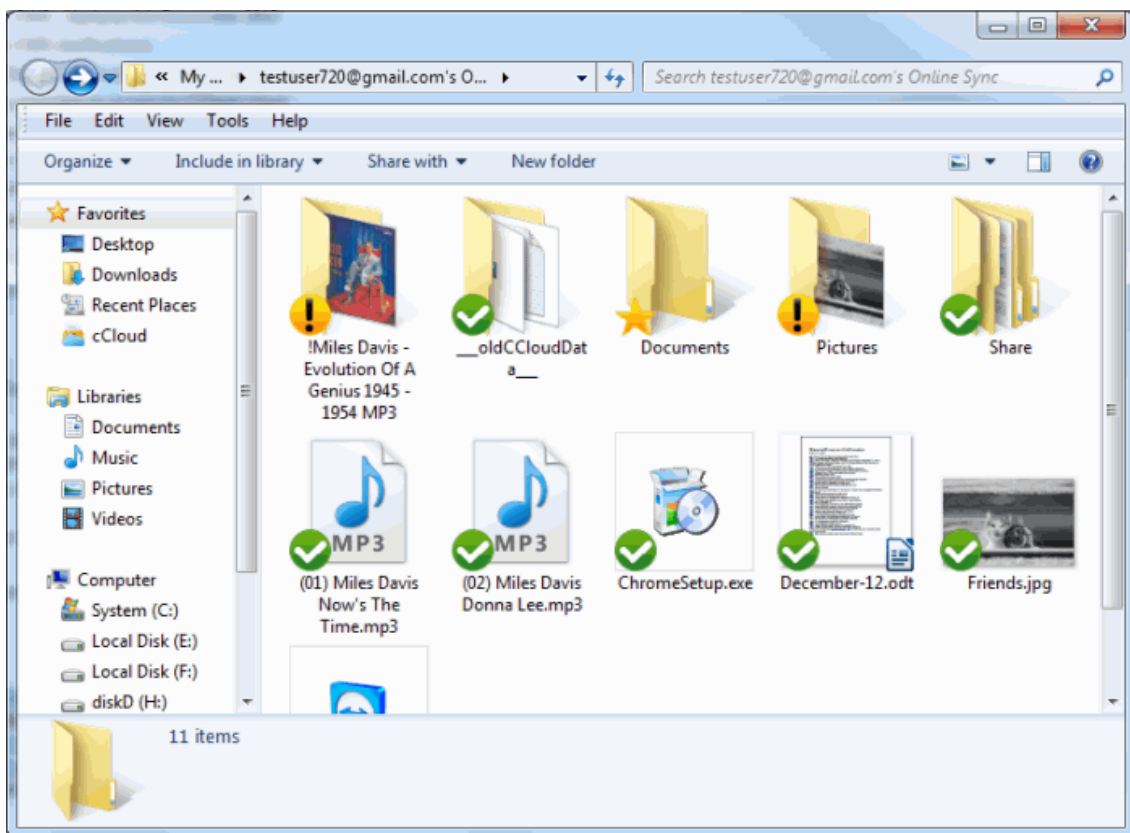 « My ... ▸ testuser720@gmail.com's O... ▸
Search testuser720@gmail.com's Online Sync
File Edit View Tools Help
Organize Include in library Share with New folder
Favorites
Desktop
Downloads
Recent Places
cCloud
Libraries
Documents
Music
Pictures
Videos
Computer
System (C:)
Local Disk (E:)
Local Disk (F:)
diskD (H:)
!Miles Davis -
Evolution Of A
Genius 1945 -
1954 MP3
__oldCCloudDat
a__
Documents
Pictures
Share
MP3
(01) Miles Davis
Now's The
Time.mp3
MP3
(02) Miles Davis
Donna Lee.mp3
ChromeSetup.exe
December-12.odt
Friends.jpg
11 items